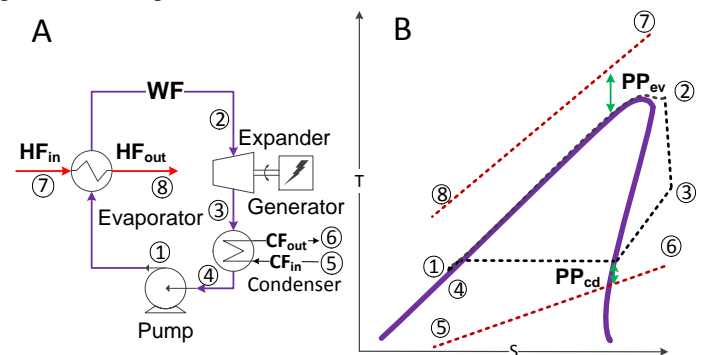 A
WF
②
Expander
HFin
HFout
⑦
⑧
Evaporator
③
Generator
①
CFout
⑥
CFin
⑤
④
Condenser
Pump
B
⑦
PPev
②
T
⑧
③
①
④
⑥
PPcd
⑤
S